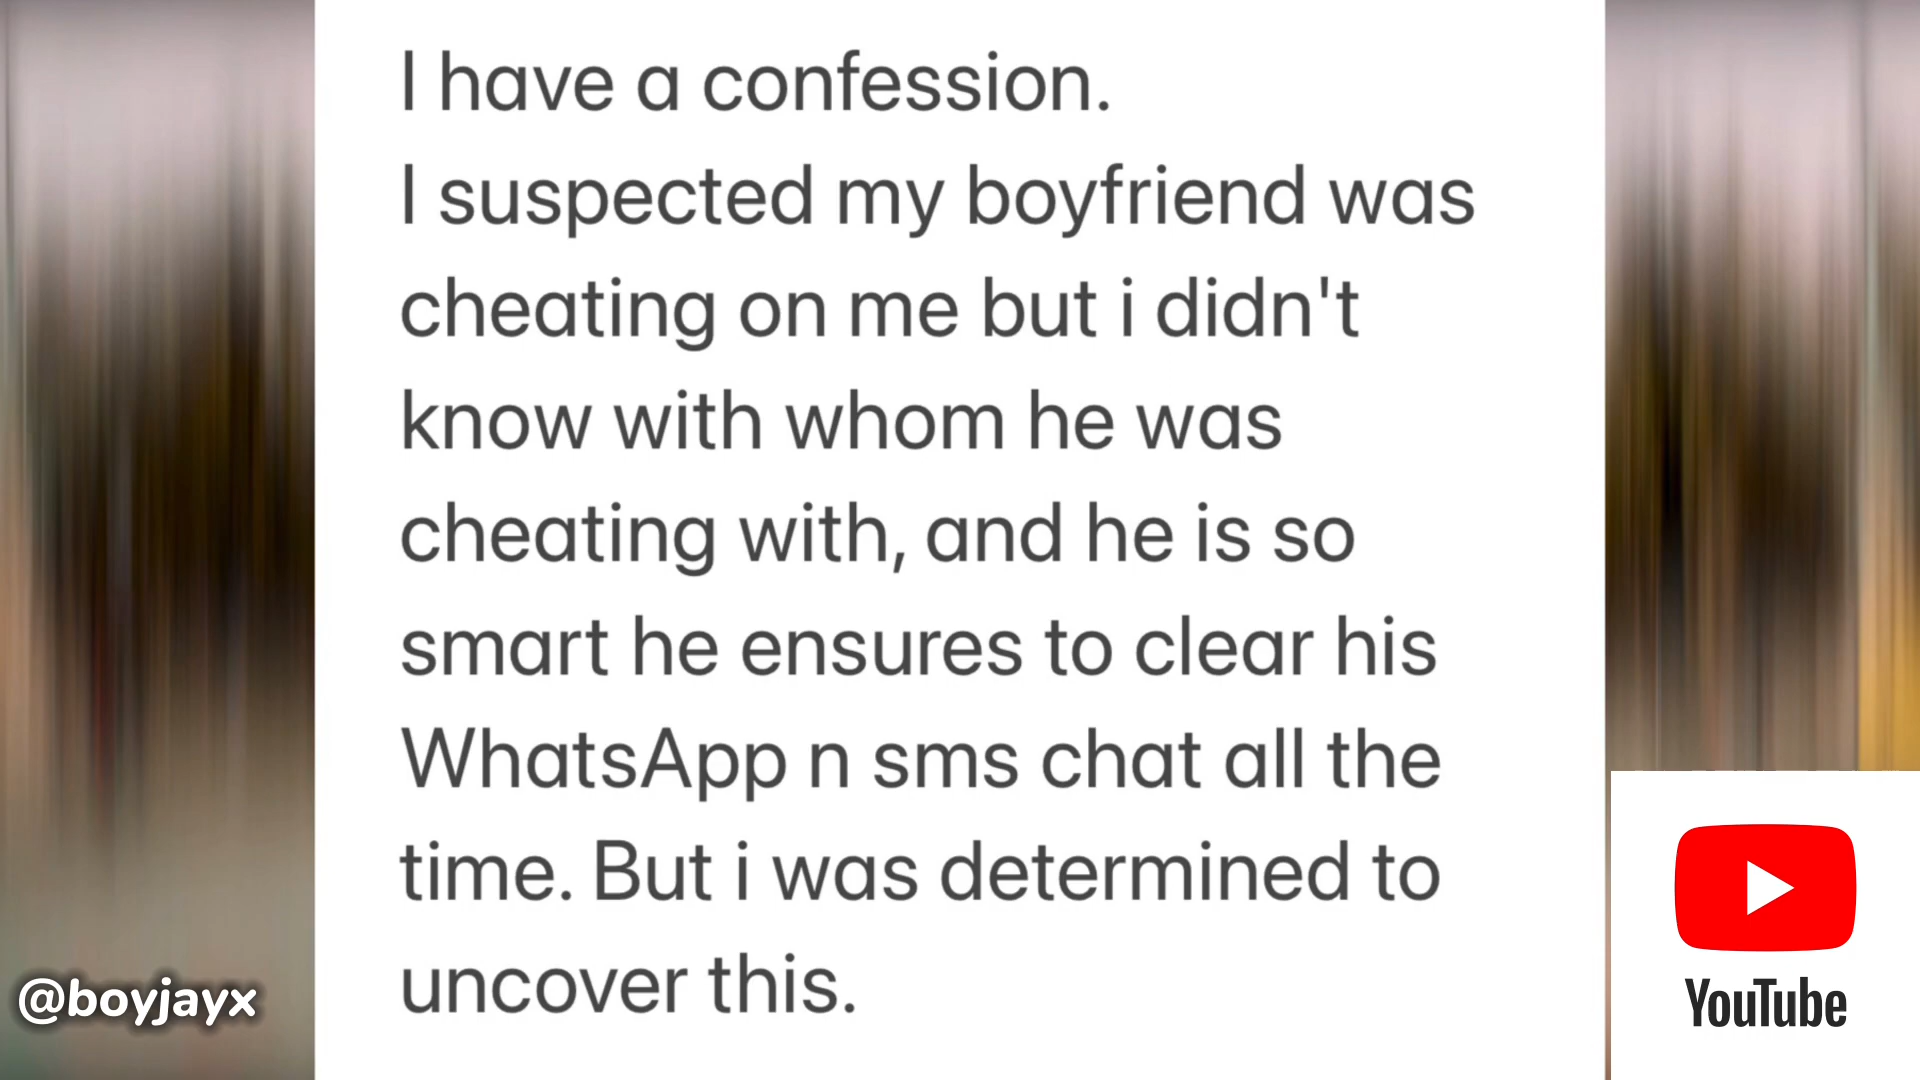 I have a confession.
I suspected my boyfriend was
cheating on me but i didn't
know with whom he was
cheating with, and he is so
smart he ensures to clear his
WhatsApp n sms chat all the
time. But i was determined to
uncover this.
@boyjayx
YouTube